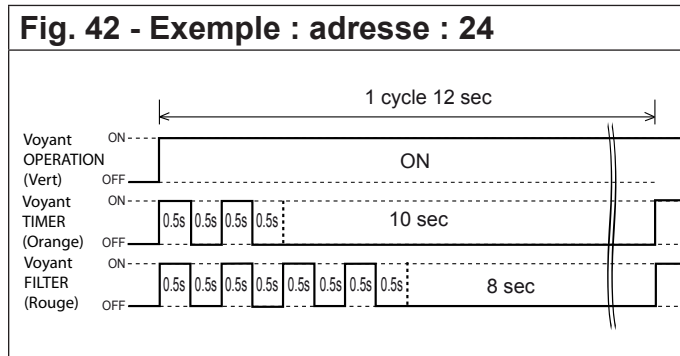 Fig. 42 - Exemple : adresse : 24
1 cycle 12 sec
Voyant
OPERATION
(Vert)
ON
OFF
ON
Voyant
TIMER
(Orange)
ON
OFF
0.5s 0.5s 0.5s 0.5s
10 sec
Voyant
FILTER
(Rouge)
ON
OFF
0.5s 0.5s 0.5s 0.5s 0.5s 0.5s 0.5s 0.5s
8 sec